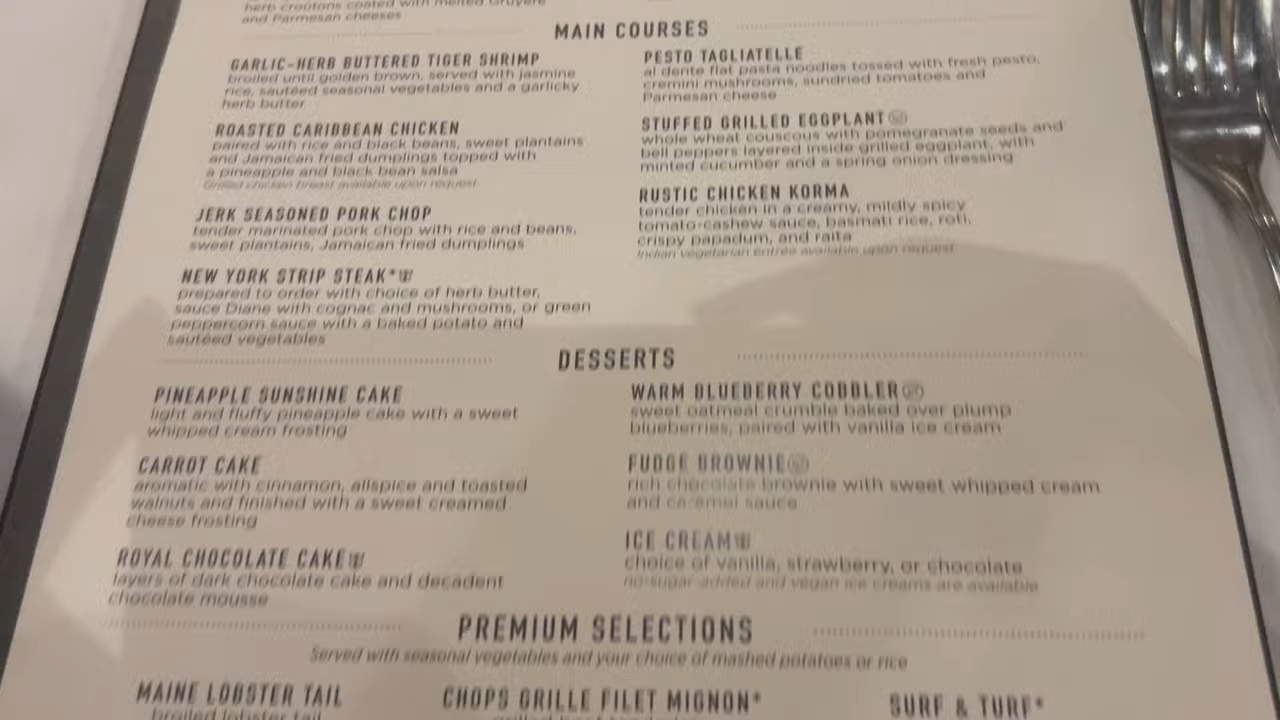 herb croutons coated with melted Gruyere
and Parmesan cheeses
MAIN COURSES
GARLIC-HERB BUTTERED TIGER SHRIMP
broiled until golden brown, served with jasmine
rice, sautéed seasonal vegetables and a garlicky
herb butter
ROASTED CARIBBEAN CHICKEN
paired with rice and black beans, sweet plantains
and Jamaican fried dumplings topped with
a pineapple and black bean salsa
Grilled chicken breast available upon request
JERK SEASONED PORK CHOP
tender marinated pork chop with rice and beans,
sweet plantains, Jamaican fried dumplings
NEW YORK STRIP STEAK*
prepared to order with choice of herb butter,
sauce Diane with cognac and mushrooms, or green
peppercorn sauce with a baked potato and
sautéed vegetables
PESTO TAGLIATELLE
al dente flat pasta noodles tossed with fresh pesto,
cremini mushrooms, sundried tomatoes and
Parmesan cheese
STUFFED GRILLED EGGPLANT
whole wheat couscous with pomegranate seeds and
bell peppers layered inside grilled eggplant, with
minted cucumber and a spring onion dressing
RUSTIC CHICKEN KORMA
tender chicken in a creamy, mildly spicy
tomato-cashew sauce, basmati rice, roti,
crispy papadum, and raita
Indian vegetarian entrée available upon request
DESSERTS
PINEAPPLE SUNSHINE CAKE
light and fluffy pineapple cake with a sweet
whipped cream frosting
CARROT CAKE
aromatic with cinnamon, allspice and toasted
walnuts and finished with a sweet creamed
cheese frosting
ROYAL CHOCOLATE CAKE
layers of dark chocolate cake and decadent
chocolate mousse
WARM BLUEBERRY COBBLER
sweet oatmeal crumble baked over plump
blueberries, paired with vanilla ice cream
FUDGE BROWNIE
rich chocolate brownie with sweet whipped cream
and caramel sauce
ICE CREAM
choice of vanilla, strawberry, or chocolate
no-sugar-added and vegan ice creams are available
PREMIUM SELECTIONS
Served with seasonal vegetables and your choice of mashed potatoes or rice
MAINE LOBSTER TAIL
broiled lobster tail
CHOPS GRILLE FILET MIGNON*
SURF & TURF*